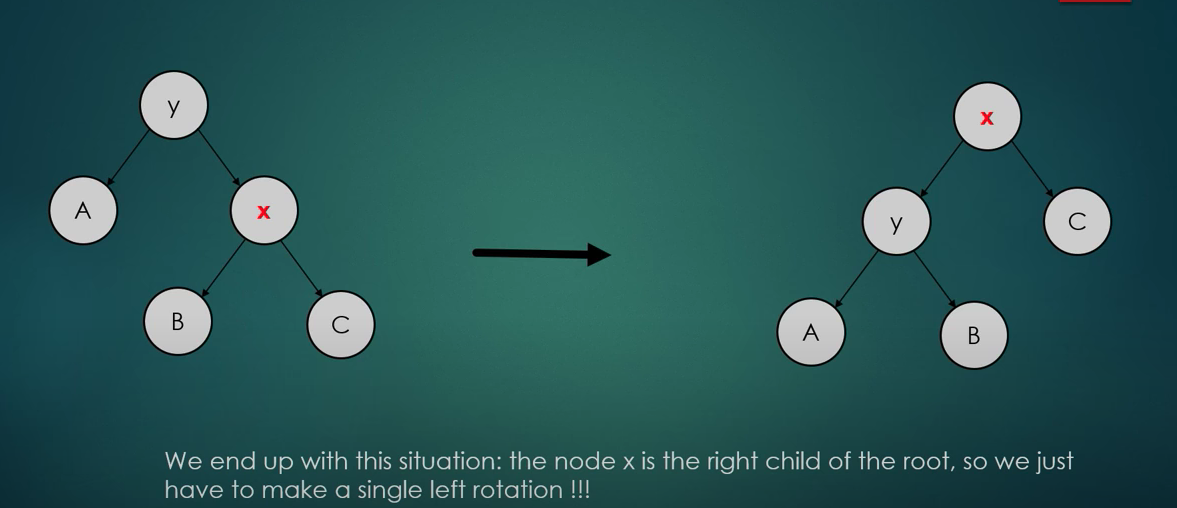 y
x
A
x
y
C
B
C
A
B
We end up with this situation: the node x is the right child of the root, so we just
have to make a single left rotation !!!